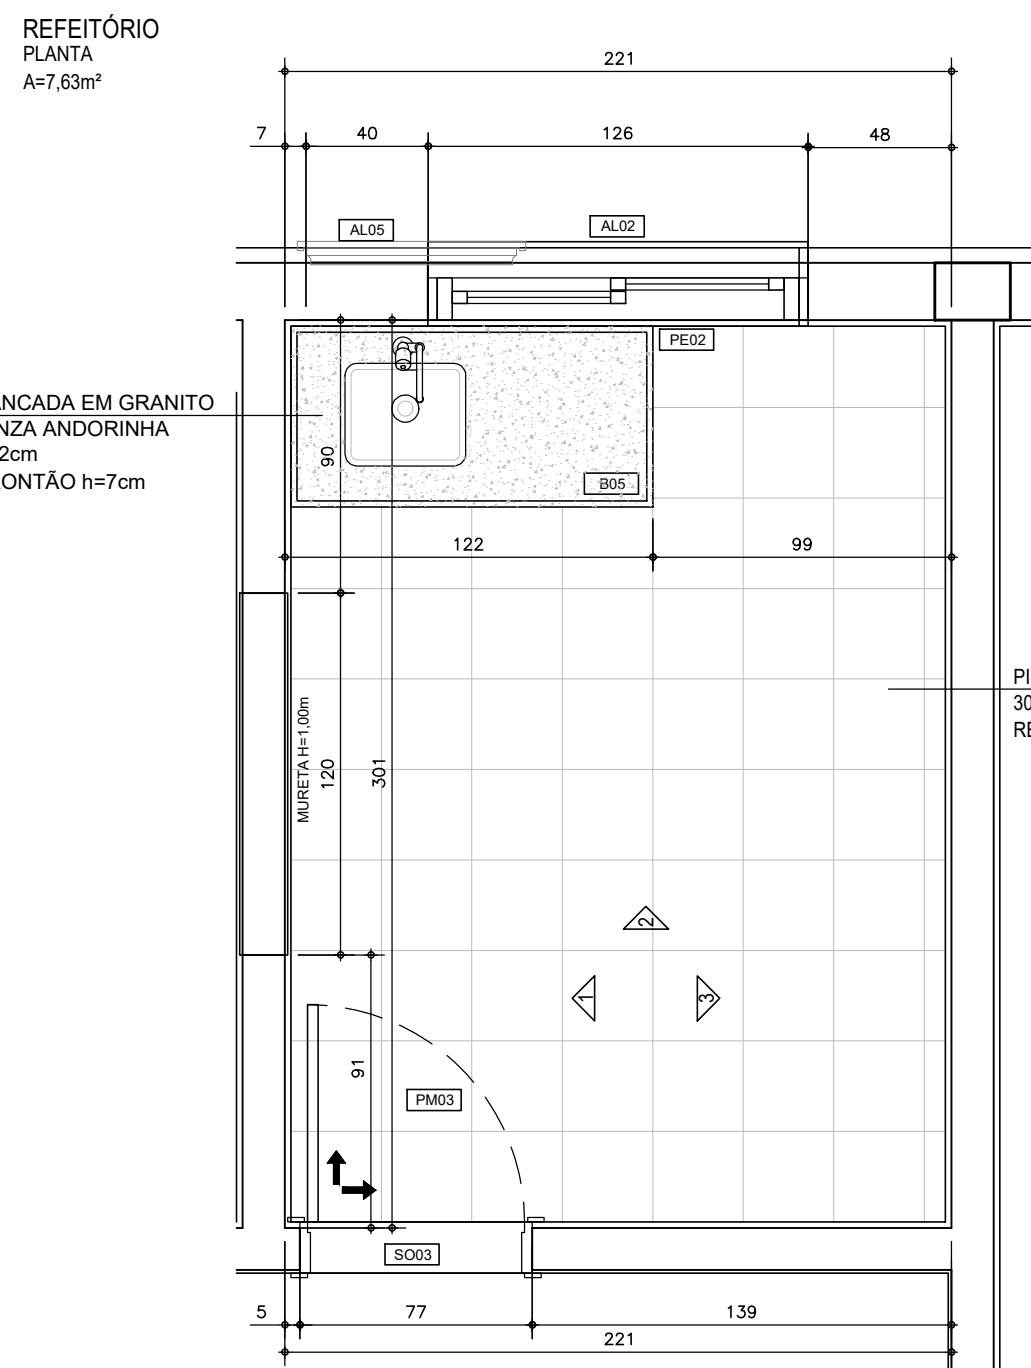 REFEITÓRIO
PLANTA
A=7,63m²
221
7
40
126
48
AL05
AL02
PE02
ANCADA EM GRANITO
NZA ANDORINHA
2cm
ONTÃO h=7cm
90
B05
122
99
PI
30
RE
MURETA H=1,00m
120
301
2
1
3
91
PM03
SO03
5
77
139
221